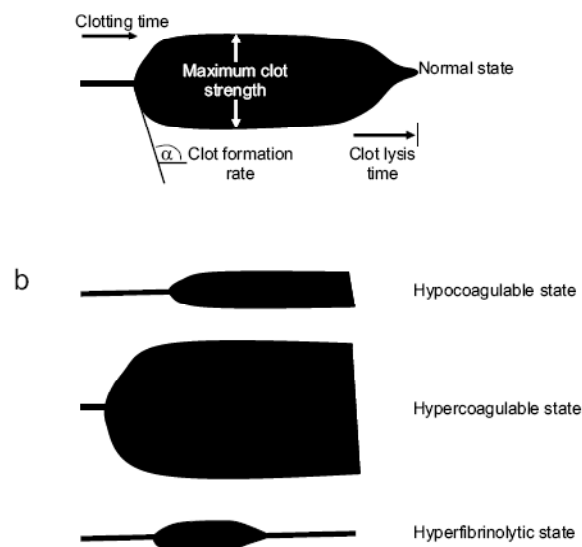 Clotting time
Maximum clot
strength
Normal state
α
Clot formation
rate
Clot lysis
time
b
Hypocoagulable state
Hypercoagulable state
Hyperfibrinolytic state